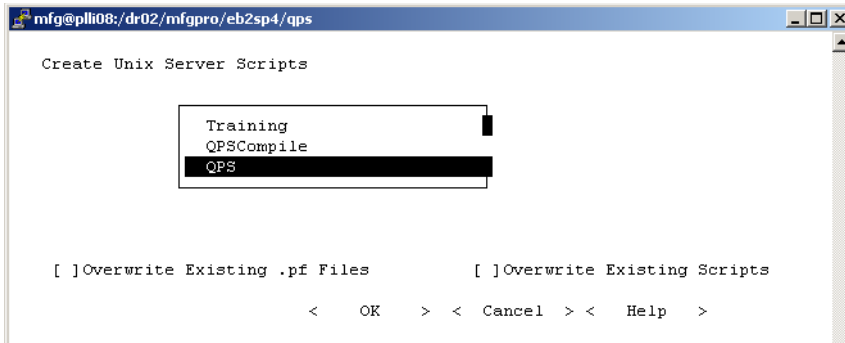 mfg@plli08:/dr02/mfgpro/eb2sp4/qps
Create Unix Server Scripts
Training
QPSCompile
QPS
[ ]Overwrite Existing .pf Files [ ]Overwrite Existing Scripts
< OK > < Cancel > < Help >